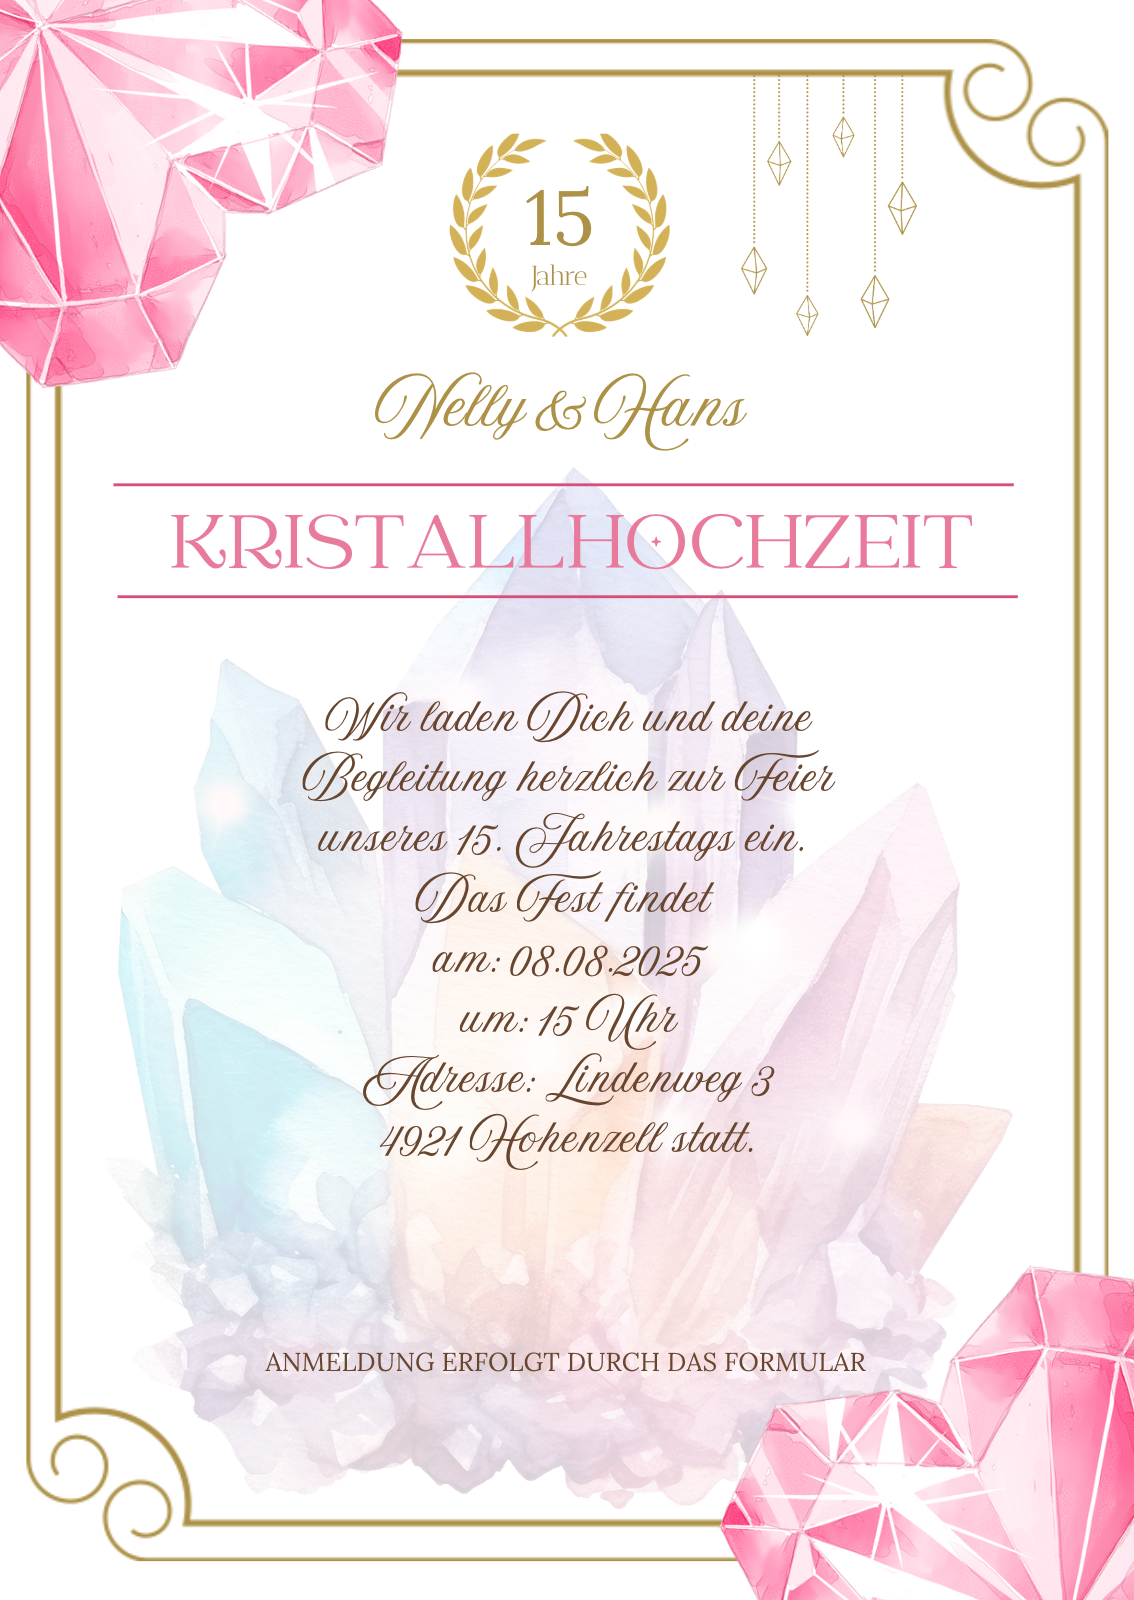 15
Jahre
Nelly & Hans
KRISTALLHOCHZEIT
Wir laden Dich und deine
Begleitung herzlich zur Feier
unseres 15. Jahrestags ein.
Das Fest findet
am: 08.08.2025
um: 15 Uhr
Adresse: Lindenweg 3
4921 Hohenzell statt.
ANMELDUNG ERFOLGT DURCH DAS FORMULAR